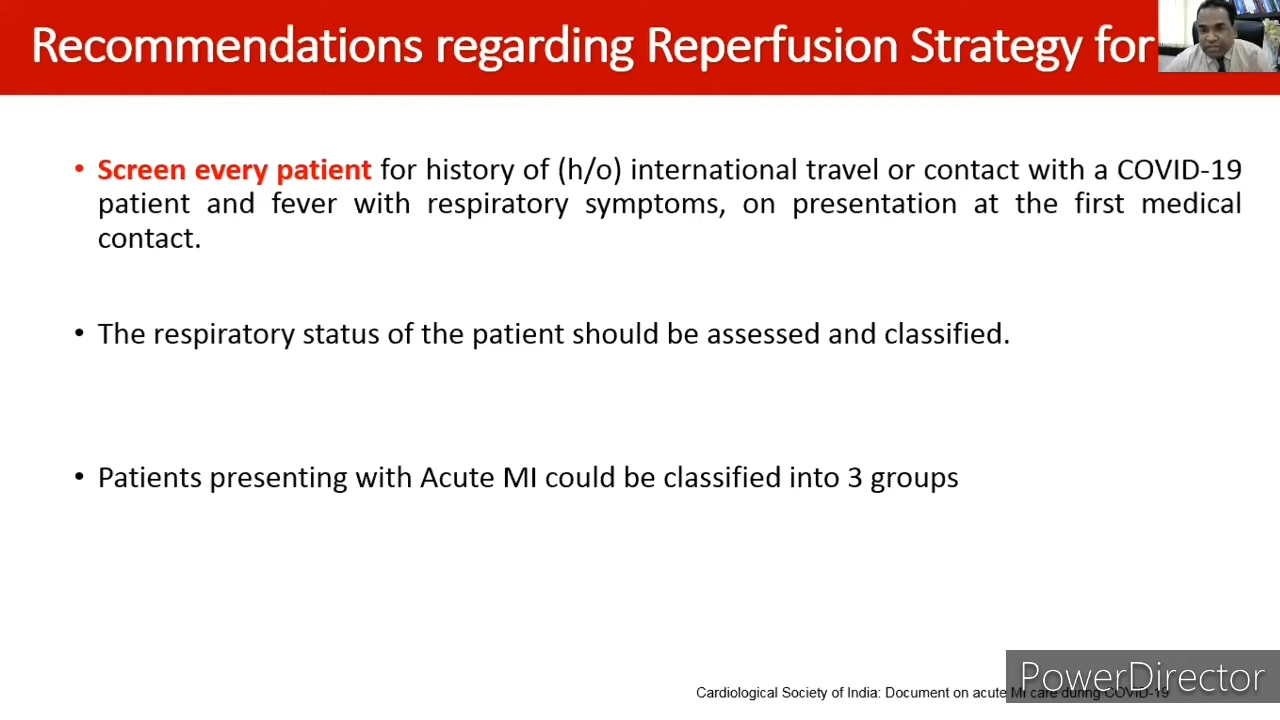 Recommendations regarding Reperfusion Strategy for
• Screen every patient for history of (h/o) international travel or contact with a COVID-19
patient and fever with respiratory symptoms, on presentation at the first medical
contact.
• The respiratory status of the patient should be assessed and classified.
• Patients presenting with Acute MI could be classified into 3 groups
PowerDirector
Cardiological Society of India: Document on acute MI care during COVID-19